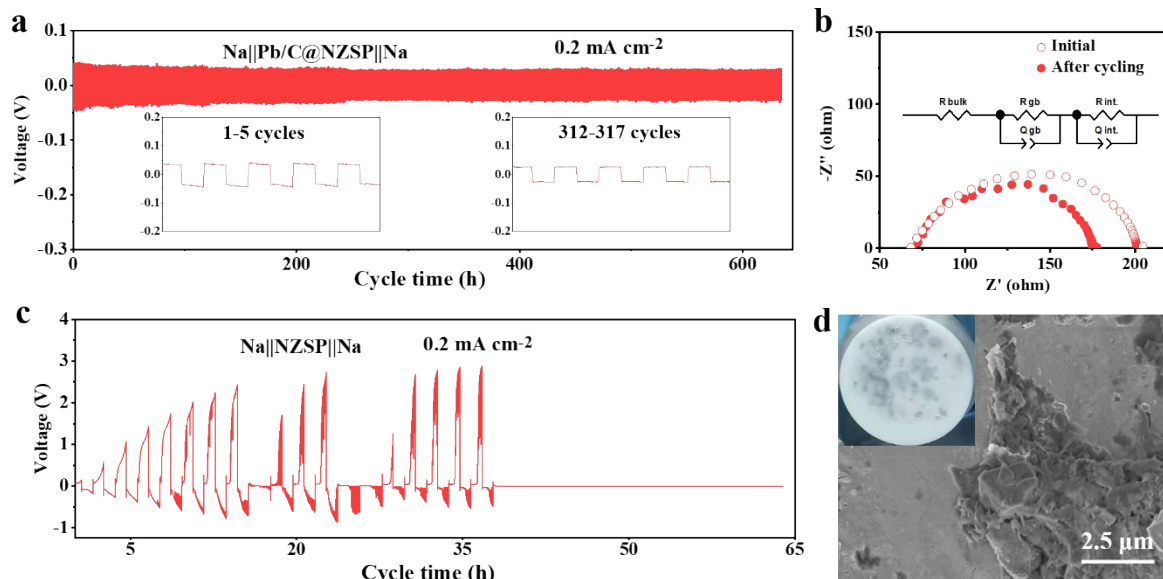 a
Na||Pb/C@NZSP||Na
0.2 mA cm-2
0.1
0.0
-0.1
-0.2
-0.3
Voltage (V)
0.2
0.1
0.0
-0.1
-0.2
1-5 cycles
0.2
0.1
0.0
-0.1
-0.2
312-317 cycles
0 200 400 600
Cycle time (h)
b
Initial
After cycling
R bulk
R gb
R int.
Q gb
Q int.
150
100
50
0
-Z'' (ohm)
50 100 150 200
Z' (ohm)
c
Na||NZSP||Na
0.2 mA cm-2
4
3
2
1
0
-1
Voltage (V)
5 20 35 50 65
Cycle time (h)
d
2.5 μm